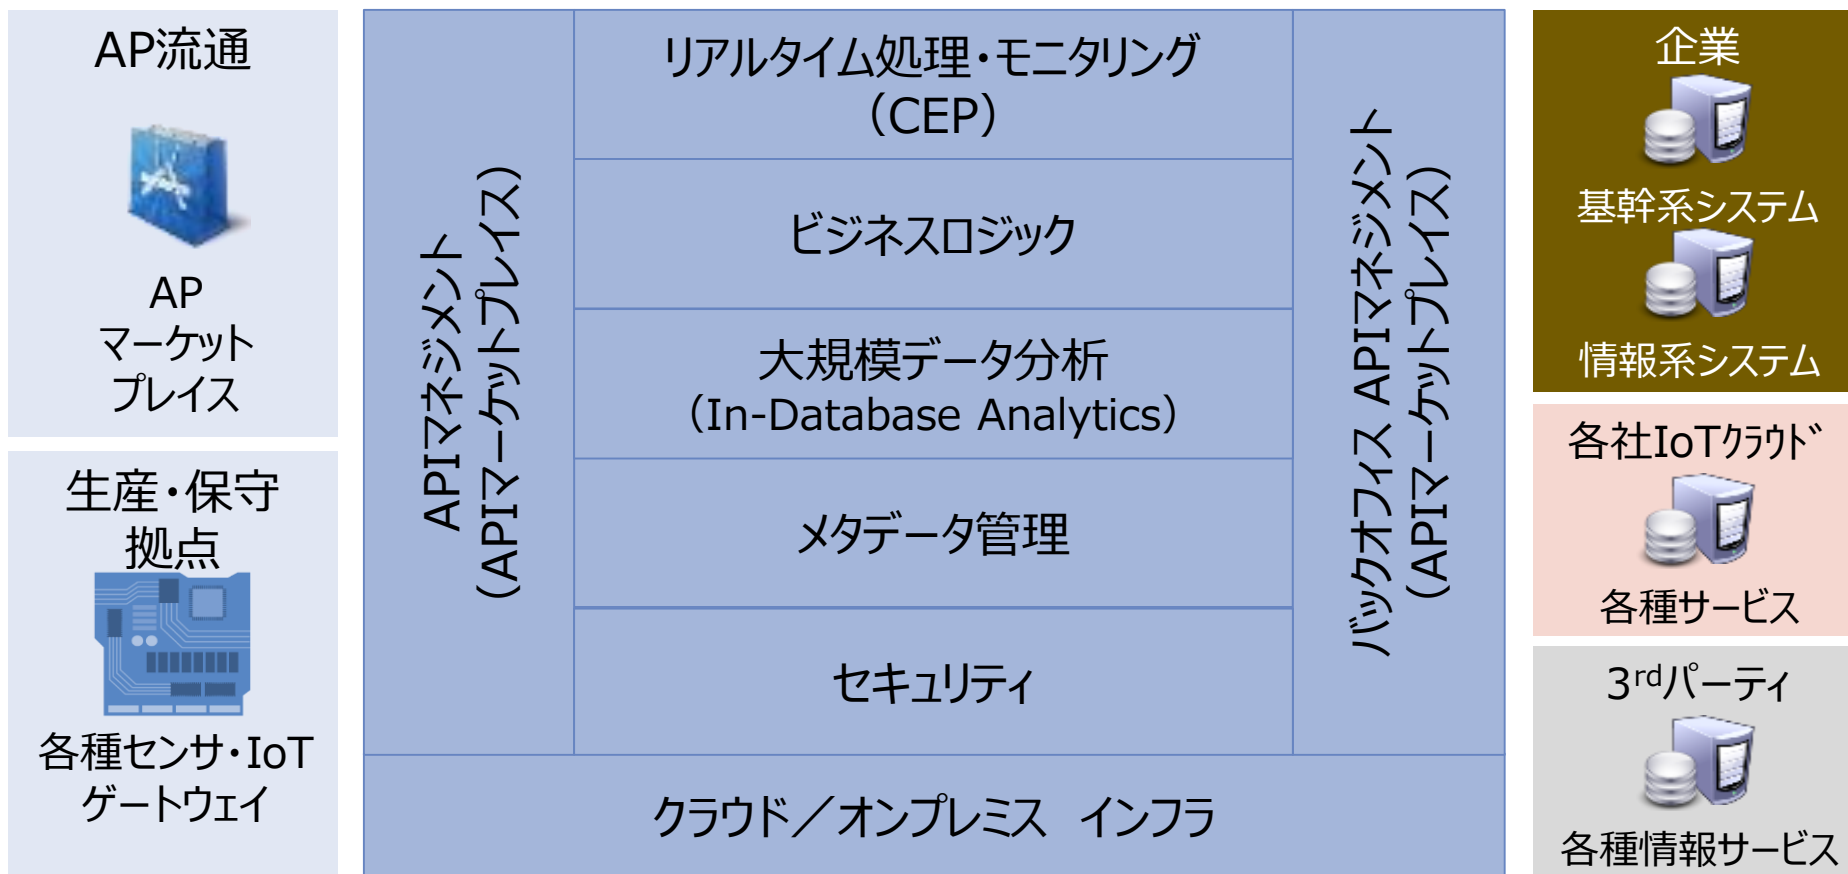 AP流通
AP
マーケット
プレイス
生産・保守
拠点
各種センサ・IoT
ゲートウェイ
APIマネジメント
(APIマーケットプレイス)
リアルタイム処理・モニタリング
（CEP）
ビジネスロジック
大規模データ分析
（In-Database Analytics）
メタデータ管理
セキュリティ
バックオフィス APIマネジメント
(APIマーケットプレイス)
クラウド／オンプレミス　インフラ
企業
基幹系システム
情報系システム
各社IoTｸﾗｳﾄﾞ
各種サービス
3rdパーティ
各種情報サービス